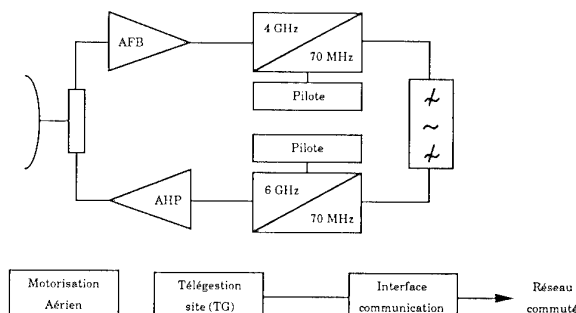 AFB
4 GHz
70 MHz
Pilote
Pilote
AHP
6 GHz
70 MHz
Motorisation
Aérien
Télégestion
site (TG)
Interface
communication
Réseau
commuté